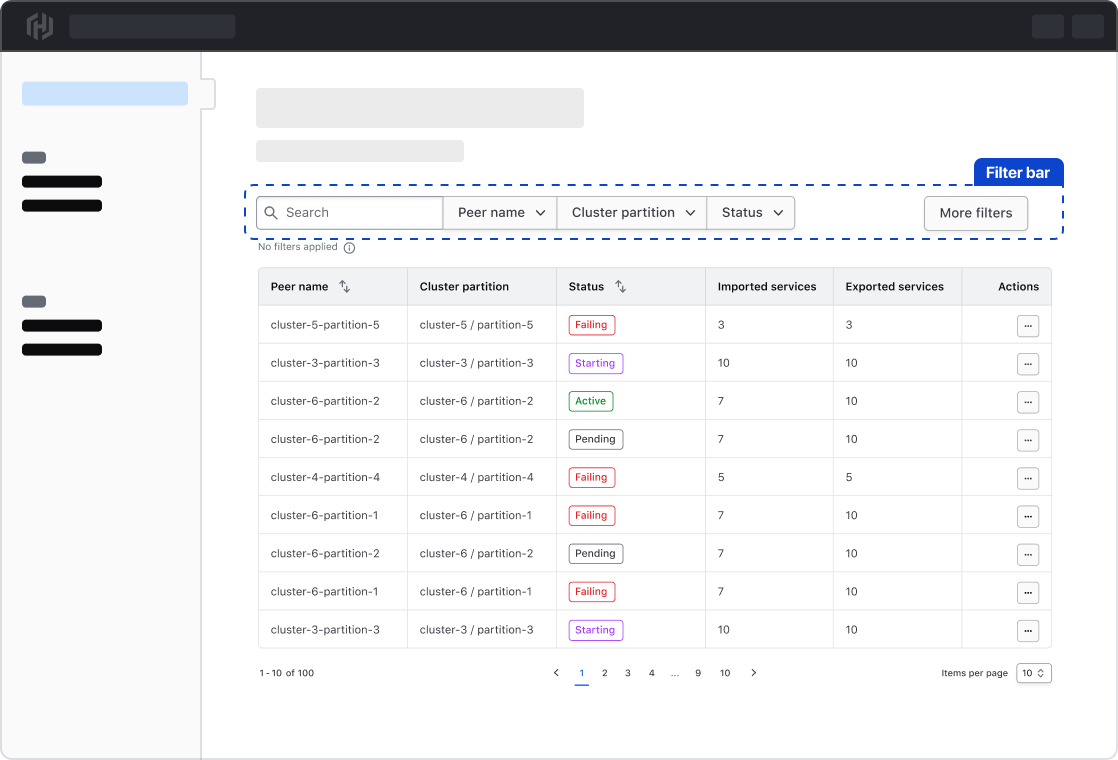 Filter bar
Search Peer name Cluster partition Status More filters
No filters applied
Peer name Cluster partition Status Imported services Exported services Actions
cluster-5-partition-5 cluster-5 / partition-5 Failing 3 3 ...
cluster-3-partition-3 cluster-3 / partition-3 Starting 10 10 ...
cluster-6-partition-2 cluster-6 / partition-2 Active 7 10 ...
cluster-6-partition-2 cluster-6 / partition-2 Pending 7 10 ...
cluster-4-partition-4 cluster-4 / partition-4 Failing 5 5 ...
cluster-6-partition-1 cluster-6 / partition-1 Failing 7 10 ...
cluster-6-partition-2 cluster-6 / partition-2 Pending 7 10 ...
cluster-6-partition-1 cluster-6 / partition-1 Failing 7 10 ...
cluster-3-partition-3 cluster-3 / partition-3 Starting 10 10 ...
1-10 of 100 1 2 3 4 ... 9 10 Items per page 10